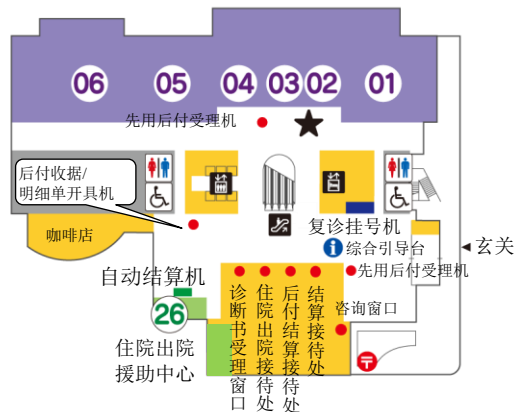 06
05
04
03
02
01
先用后付受理机
后付收据/
明细单开具机
咖啡店
复诊挂号机
i 综合引导台
玄关
先用后付受理机
自动结算机
26
住院出院
援助中心
诊断书受理窗口
住院出院接待处
后付结算接待处
结算接待处
咨询窗口
〒